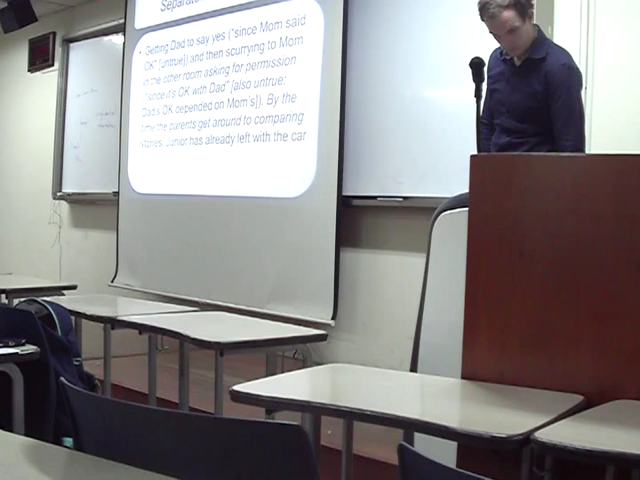 Separate
• Getting Dad to say yes ("since Mom said
OK" [untrue]) and then scurrying to Mom
in the other room asking for permission
"since it's OK with Dad" [also untrue:
Dad's OK depended on Mom's]). By the
time the parents get around to comparing
stories, Junior has already left with the car